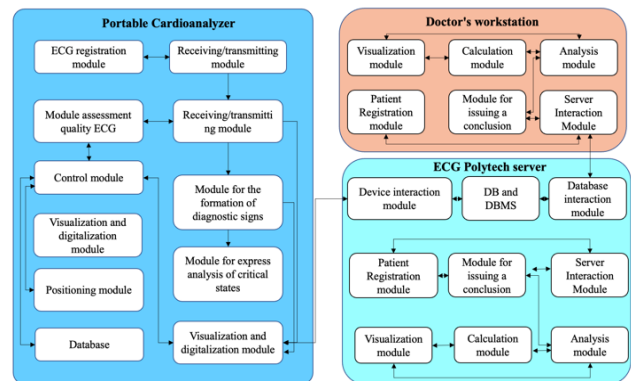 Portable Cardioanalyzer
ECG registration
module
Receiving/transmitting
module
Module assessment
quality ECG
Receiving/transmitti
ng module
Control module
Module for the
formation of
diagnostic signs
Visualization and
digitalization module
Module for express
analysis of critical
states
Positioning module
Database
Visualization and
digitalization module
Doctor's workstation
Visualization
module
Calculation
module
Analysis
module
Patient
Registration
module
Module for
issuing a
conclusion
Server
Interaction
Module
ECG Polytech server
Device interaction
module
DB and
DBMS
Database
interaction
module
Patient
Registration
module
Module for
issuing a
conclusion
Server
Interaction
Module
Visualization
module
Calculation
module
Analysis
module